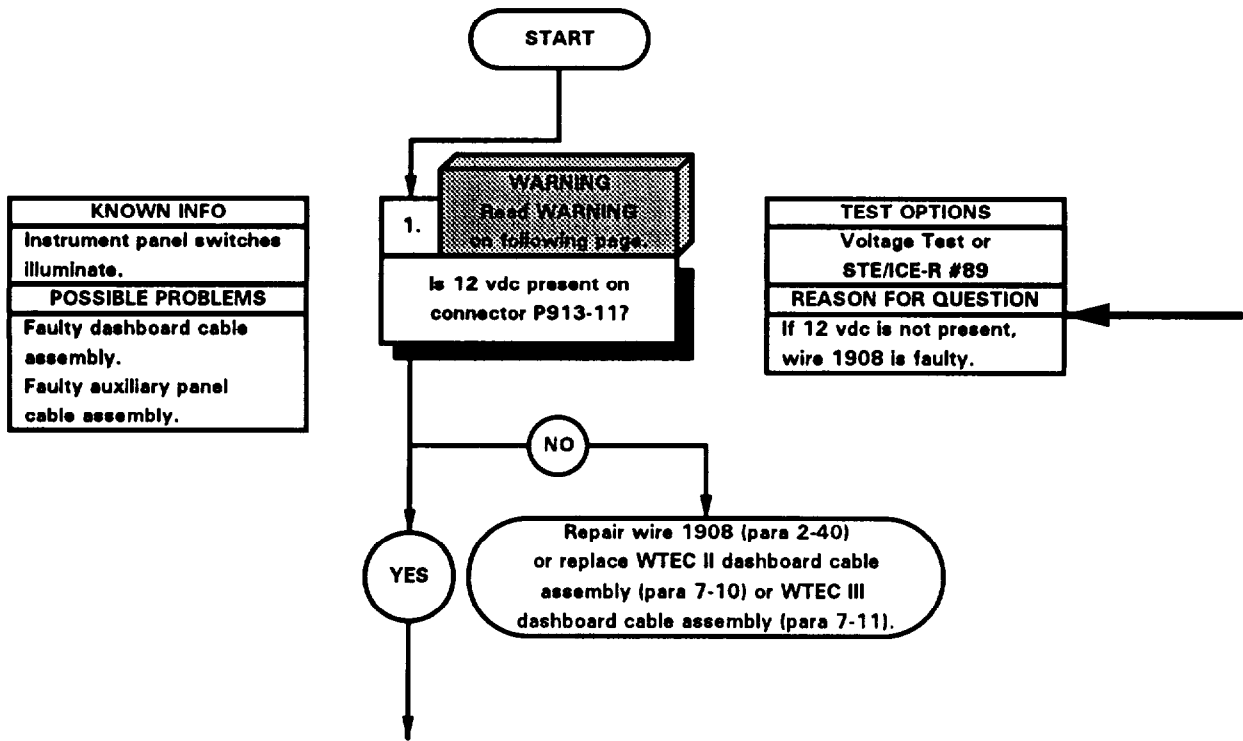 START
KNOWN INFO
Instrument panel switches
illuminate.
POSSIBLE PROBLEMS
Faulty dashboard cable
assembly.
Faulty auxiliary panel
cable assembly.
1.
WARNING
Read WARNING
on following page.
Is 12 vdc present on
connector P913-11?
TEST OPTIONS
Voltage Test or
STE/ICE-R #89
REASON FOR QUESTION
If 12 vdc is not present,
wire 1908 is faulty.
NO
YES
Repair wire 1908 (para 2-40)
or replace WTEC II dashboard cable
assembly (para 7-10) or WTEC III
dashboard cable assembly (para 7-11).